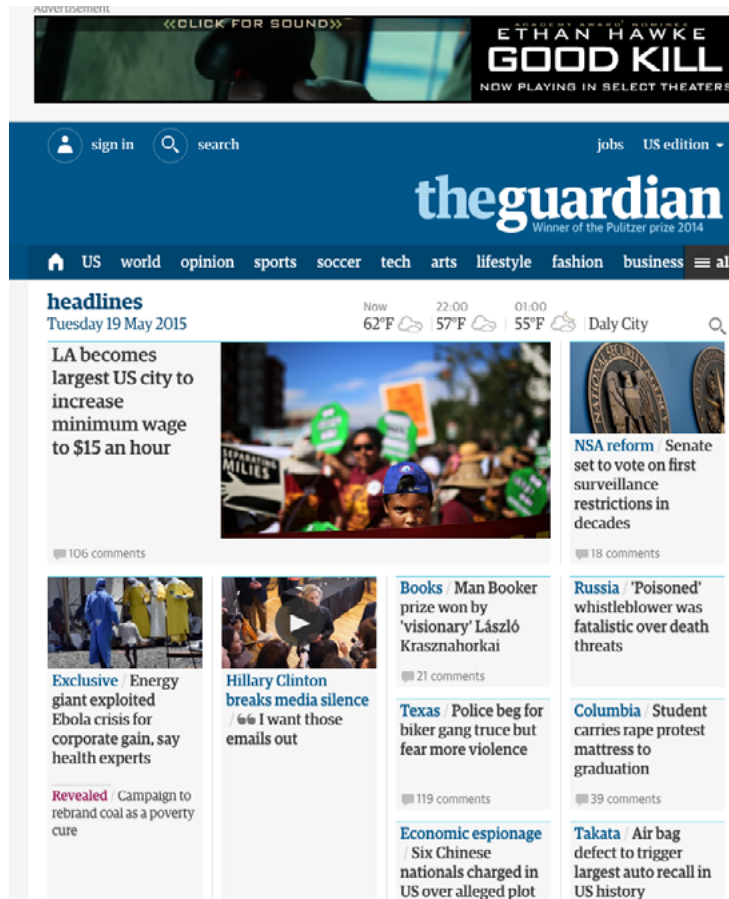 Advertisement
<<CLICK FOR SOUND>>
ACADEMY AWARD® NOMINEE
ETHAN HAWKE
GOOD KILL
NOW PLAYING IN SELECT THEATERS
sign in search jobs US edition
theguardian
Winner of the Pulitzer prize 2014
US world opinion sports soccer tech arts lifestyle fashion business al
headlines
Tuesday 19 May 2015
Now 22:00 01:00
62°F 57°F 55°F Daly City
LA becomes
largest US city to
increase
minimum wage
to $15 an hour
106 comments
SEPARATING
MILIES
NATIONAL SECURITY AGENCY
NSA reform / Senate
set to vote on first
surveillance
restrictions in
decades
18 comments
Exclusive / Energy
giant exploited
Ebola crisis for
corporate gain, say
health experts
Revealed / Campaign to
rebrand coal as a poverty
cure
Hillary Clinton
breaks media silence
/ “ I want those
emails out
Books / Man Booker
prize won by
'visionary' László
Krasznahorkai
21 comments
Texas / Police beg for
biker gang truce but
fear more violence
119 comments
Economic espionage
/ Six Chinese
nationals charged in
US over alleged plot
Russia / 'Poisoned'
whistleblower was
fatalistic over death
threats
Columbia / Student
carries rape protest
mattress to
graduation
39 comments
Takata / Air bag
defect to trigger
largest auto recall in
US history